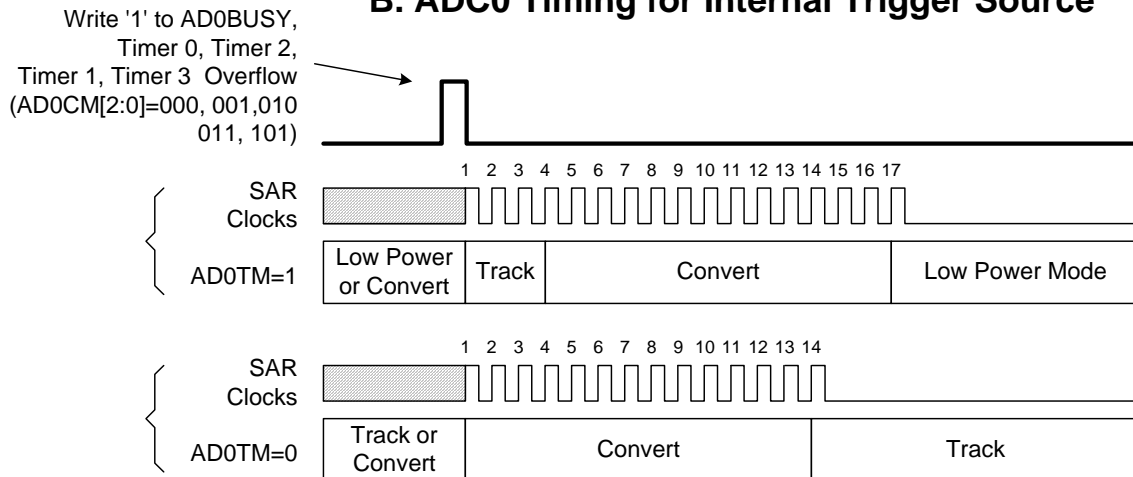 B. ADC0 Timing for Internal Trigger Source
Write '1' to AD0BUSY,
Timer 0, Timer 2,
Timer 1, Timer 3 Overflow
(AD0CM[2:0]=000, 001,010
011, 101)
1 2 3 4 5 6 7 8 9 10 11 12 13 14 15 16 17
SAR
Clocks
AD0TM=1
Low Power
or Convert
Track
Convert
Low Power Mode
1 2 3 4 5 6 7 8 9 10 11 12 13 14
SAR
Clocks
AD0TM=0
Track or
Convert
Convert
Track